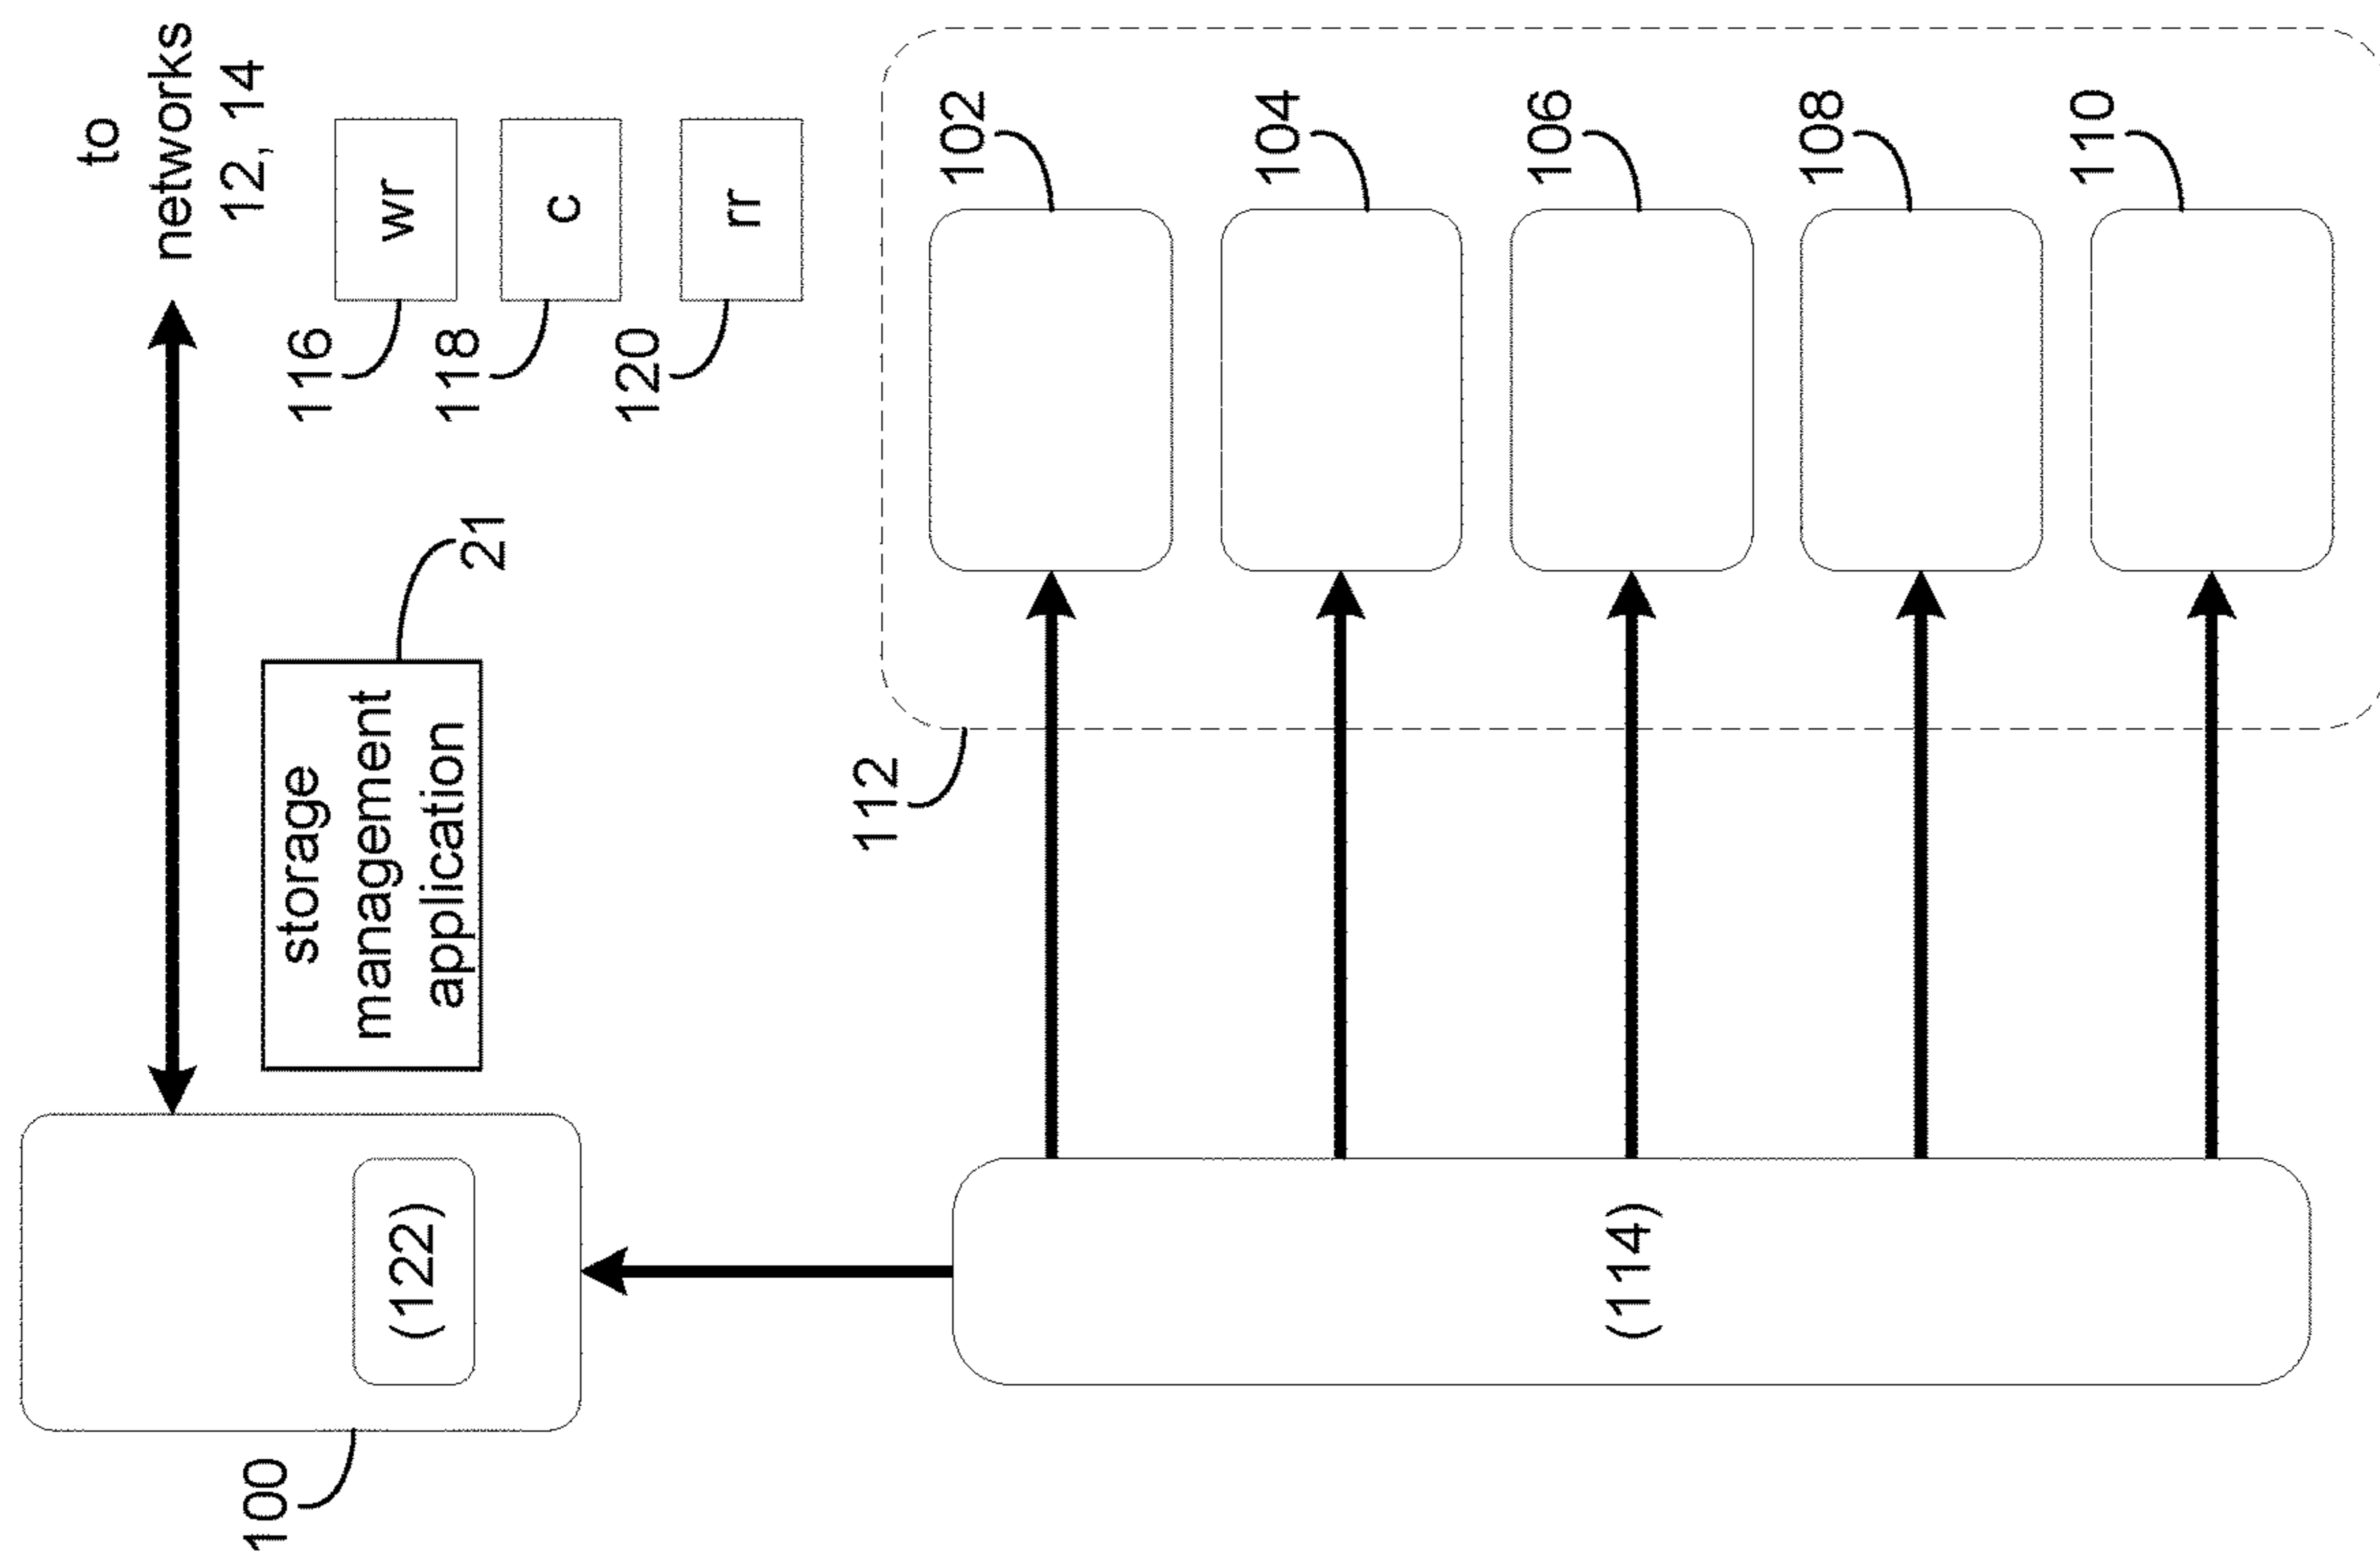 to
networks
12, 14
100
(122)
storage
management
application
21
116
wr
118
c
120
rr
112
102
104
106
(114)
108
110